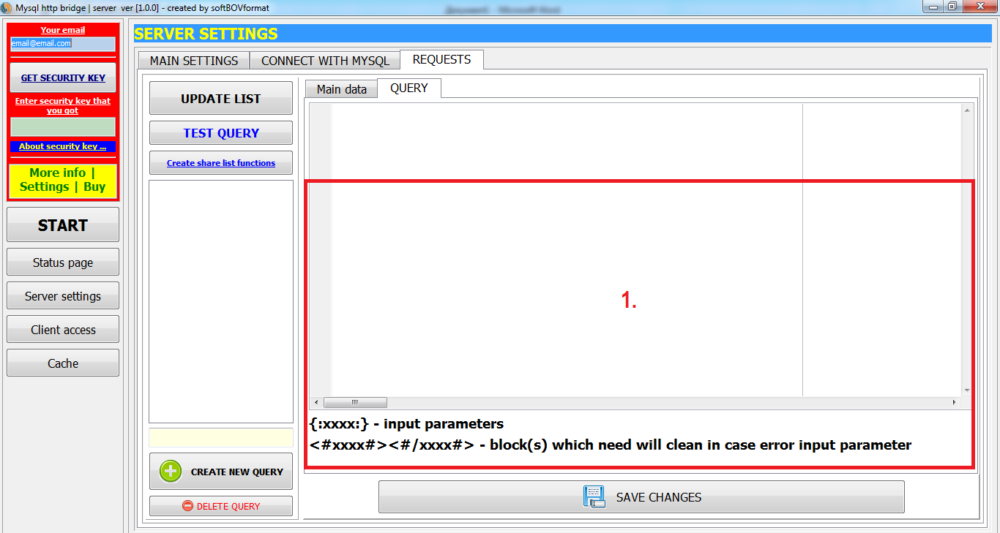 Mysql http bridge | server ver [1.0.0] - created by softBOVformat
Your email
email@email.com
GET SECURITY KEY
Enter security key that
you got
About security key ...
More info |
Settings | Buy
START
Status page
Server settings
Client access
Cache
SERVER SETTINGS
MAIN SETTINGS
CONNECT WITH MYSQL
REQUESTS
UPDATE LIST
TEST QUERY
Create share list functions
CREATE NEW QUERY
DELETE QUERY
Main data
QUERY
1.
{:xxxx:} - input parameters
<#xxxx#><#/xxxx#> - block(s) which need will clean in case error input parameter
SAVE CHANGES